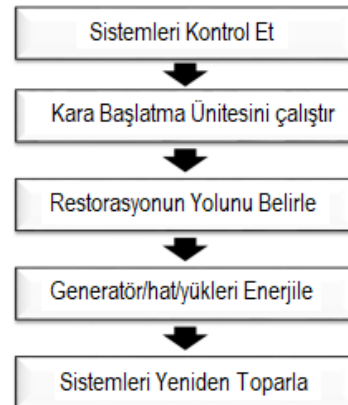 Sistemleri Kontrol Et
Kara Başlatma Ünitesini çalıştır
Restorasyonun Yolunu Belirle
Generatör/hat/yükleri Enerjile
Sistemleri Yeniden Toparla